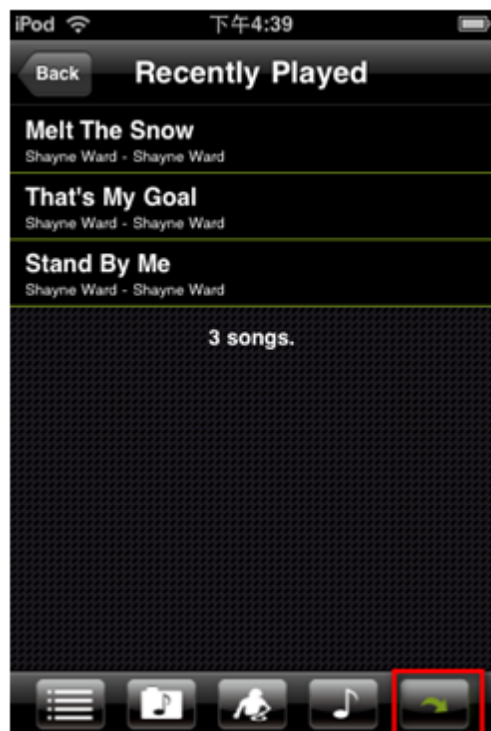 iPod 下午4:39
Back Recently Played
Melt The Snow
Shayne Ward - Shayne Ward
That's My Goal
Shayne Ward - Shayne Ward
Stand By Me
Shayne Ward - Shayne Ward
3 songs.